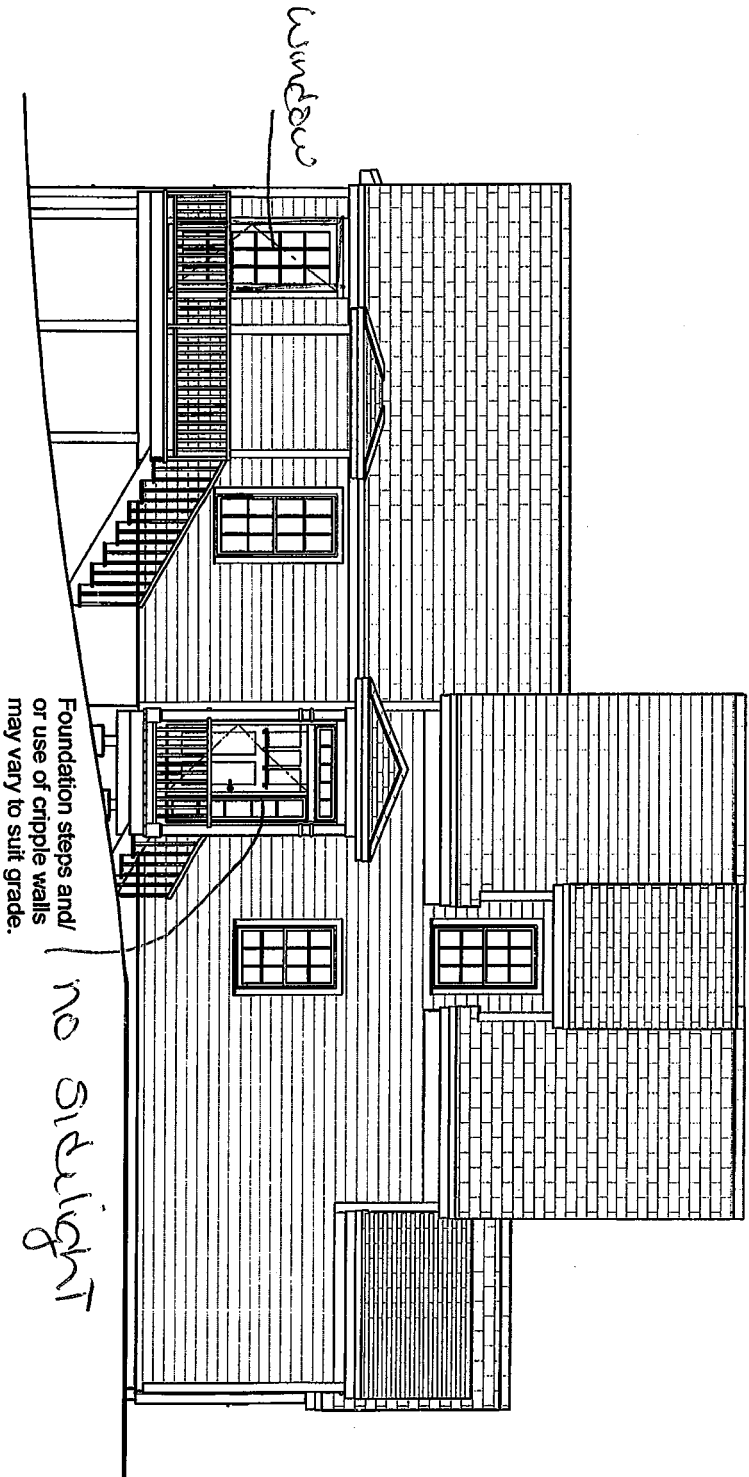 window
Foundation steps and/
or use of cripple walls
may vary to suit grade.
no sidelight